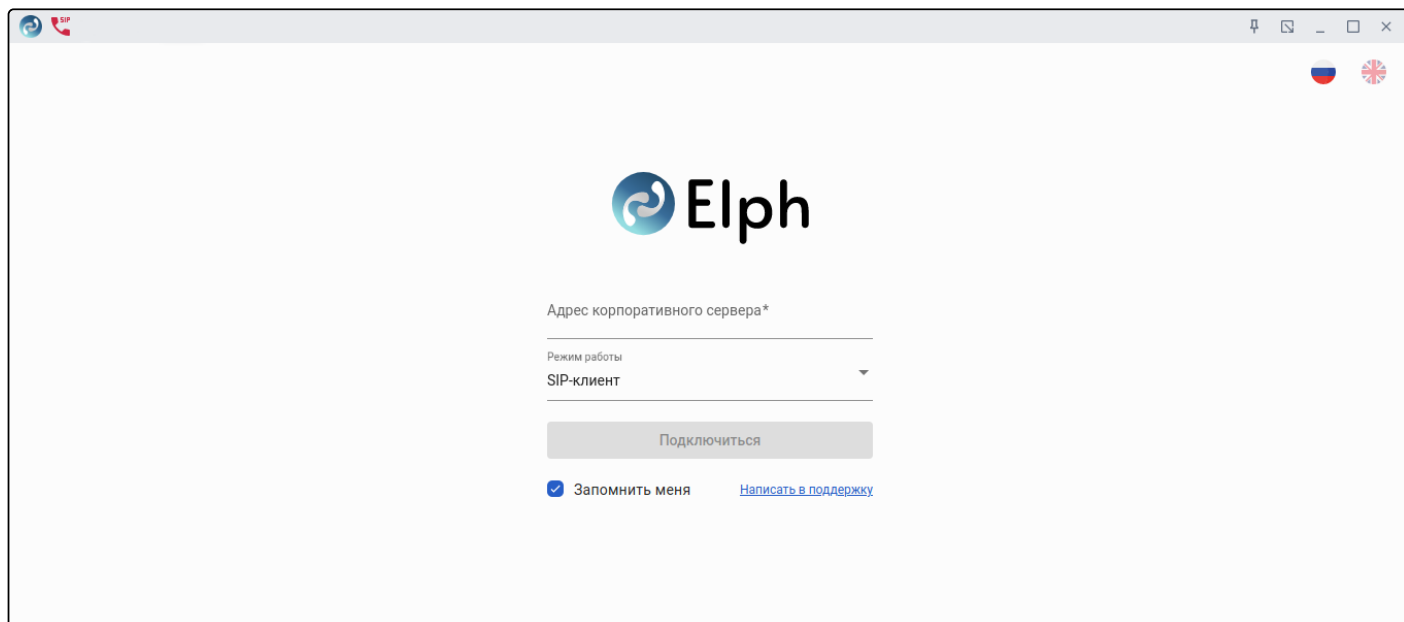 SIP
Elph
Адрес корпоративного сервера*
Режим работы
SIP-клиент
Подключиться
Запомнить меня
Написать в поддержку